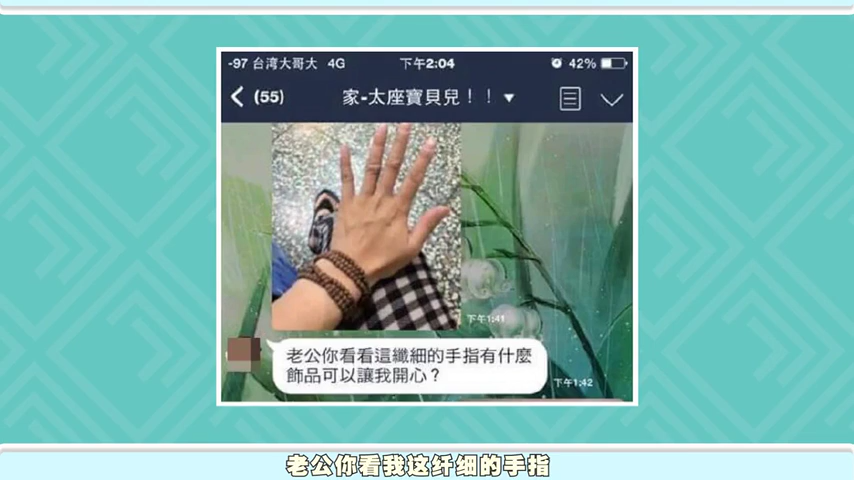 -97 台湾大哥大 4G 下午2:04 42%
(55) 家-太座寶貝兒！！
下午1:41
老公你看看這纖細的手指有什麼
飾品可以讓我開心？
下午1:42
老公你看我这纤细的手指